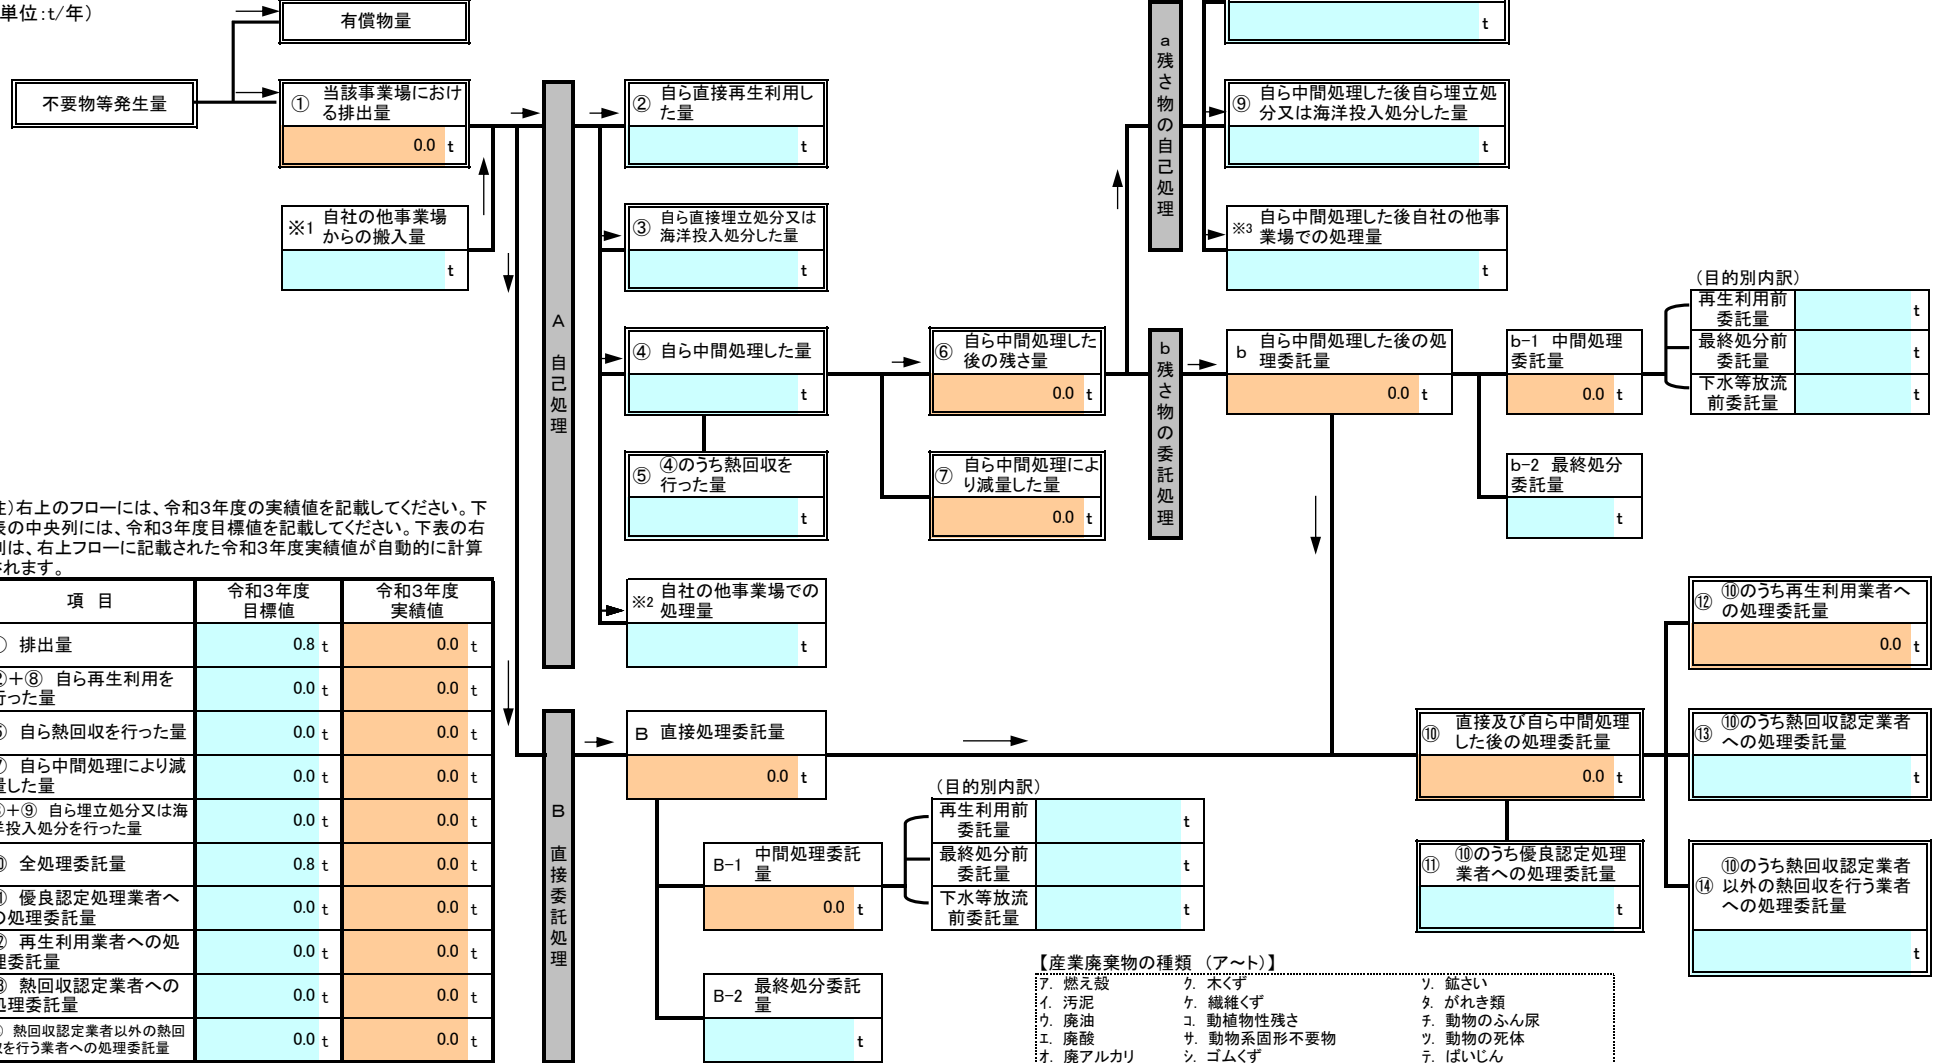 単位:t/年）
有償物量
不要物等発生量
① 当該事業場におけ
る排出量
0.0 t
※1 自社の他事業場
からの搬入量
t
A 自己処理
② 自ら直接再生利用し
た量
t
③ 自ら直接埋立処分又は
海洋投入処分した量
t
④ 自ら中間処理した量
t
⑤ ④のうち熱回収を
行った量
t
※2 自社の他事業場での
処理量
t
⑥ 自ら中間処理した
後の残さ量
0.0 t
⑦ 自ら中間処理によ
り減量した量
0.0 t
a 残さ物の自己処理
t
⑨ 自ら中間処理した後自ら埋立処
分又は海洋投入処分した量
t
※3 自ら中間処理した後自社の他事
業場での処理量
t
b 残さ物の委託処理
b 自ら中間処理した後の処
理委託量
0.0 t
b-1 中間処理
委託量
0.0 t
b-2 最終処分
委託量
t
（目的別内訳）
再生利用前
委託量
t
最終処分前
委託量
t
下水等放流
前委託量
t
)右上のフローには、令和3年度の実績値を記載してください。下
の中央列には、令和3年度目標値を記載してください。下表の右
は、右上フローに記載された令和3年度実績値が自動的に計算
れます。
項 目
令和3年度
目標値
令和3年度
実績値
排出量
0.8 t
0.0 t
+⑧ 自ら再生利用を
った量
0.0 t
0.0 t
自ら熱回収を行った量
0.0 t
0.0 t
自ら中間処理により減
した量
0.0 t
0.0 t
+⑨ 自ら埋立処分又は海
投入処分を行った量
0.0 t
0.0 t
全処理委託量
0.8 t
0.0 t
優良認定処理業者へ
の処理委託量
0.0 t
0.0 t
再生利用業者への処
理委託量
0.0 t
0.0 t
熱回収認定業者への
処理委託量
0.0 t
0.0 t
熱回収認定業者以外の熱回
を行う業者への処理委託量
0.0 t
0.0 t
B 直接委託処理
B 直接処理委託量
0.0 t
B-1 中間処理委託
量
0.0 t
B-2 最終処分委託
量
t
（目的別内訳）
再生利用前
委託量
t
最終処分前
委託量
t
下水等放流
前委託量
t
⑩ 直接及び自ら中間処理
した後の処理委託量
0.0 t
⑪ ⑩のうち優良認定処理
業者への処理委託量
t
⑫ ⑩のうち再生利用業者へ
の処理委託量
0.0 t
⑬ ⑩のうち熱回収認定業者
への処理委託量
t
⑭ ⑩のうち熱回収認定業者
以外の熱回収を行う業者
への処理委託量
t
【産業廃棄物の種類 （ア～ト）】
ア. 燃え殻 ク. 木くず ソ. 鉱さい
イ. 汚泥 ケ. 繊維くず タ. がれき類
ウ. 廃油 コ. 動植物性残さ チ. 動物のふん尿
エ. 廃酸 サ. 動物系固形不要物 ツ. 動物の死体
オ. 廃アルカリ シ. ゴムくず テ. ばいじん